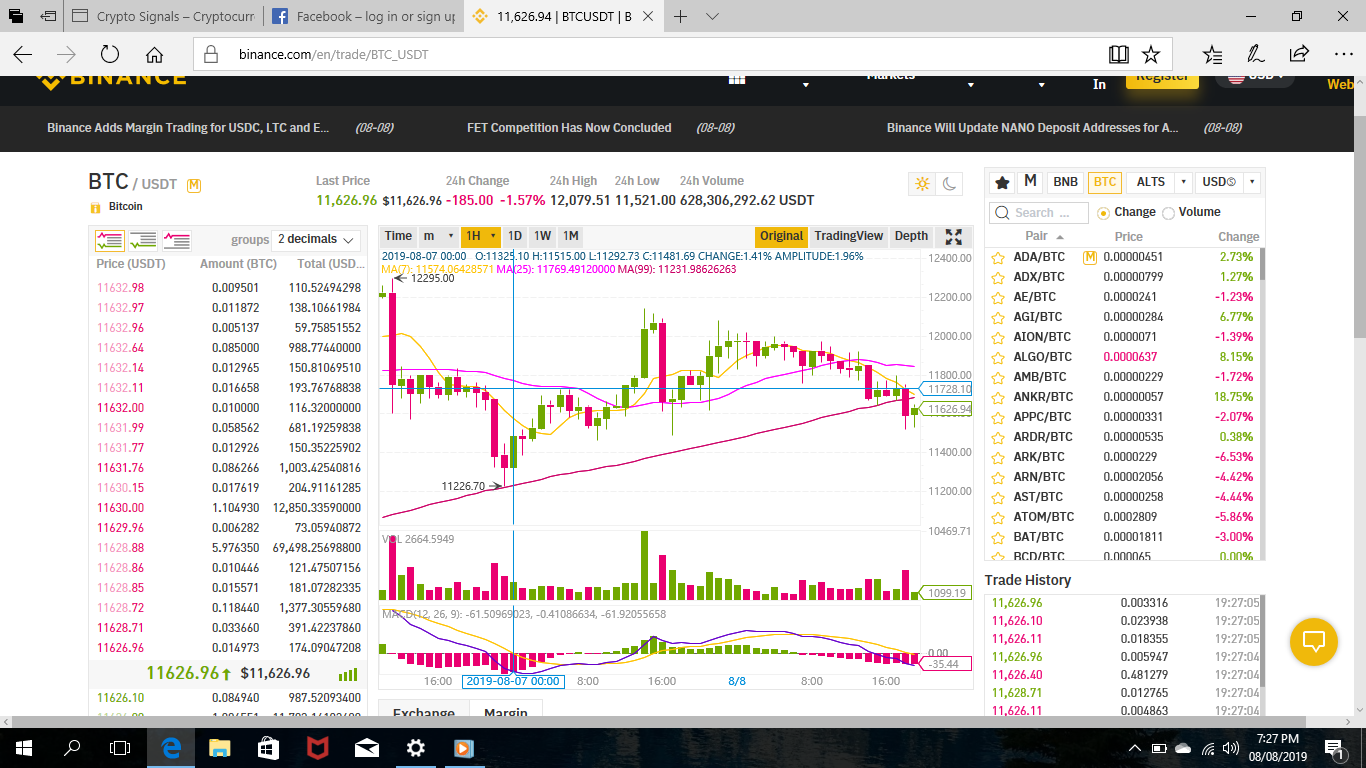 Crypto Signals – Cryptocurr
Facebook – log in or sign up
11,626.94 | BTCUSDT | B
binance.com/en/trade/BTC_USDT
BINANCE
Markets
In
Register
USD
Web
Binance Adds Margin Trading for USDC, LTC and E... (08-08)
FET Competition Has Now Concluded (08-08)
Binance Will Update NANO Deposit Addresses for A... (08-08)
BTC / USDT M
Bitcoin
Last Price 24h Change 24h High 24h Low 24h Volume
11,626.96 $11,626.96 -185.00 -1.57% 12,079.51 11,521.00 628,306,292.62 USDT
groups 2 decimals
Price (USDT) Amount (BTC) Total (USD...
11632.98 0.009501 110.52494298
11632.97 0.011872 138.10661984
11632.96 0.005137 59.75851552
11632.64 0.085000 988.77440000
11632.14 0.012965 150.81069510
11632.11 0.016658 193.76768838
11632.00 0.010000 116.32000000
11631.99 0.058562 681.19259838
11631.77 0.012926 150.35225902
11631.76 0.086266 1,003.42540816
11630.15 0.017619 204.91161285
11630.00 1.104930 12,850.33590000
11629.96 0.006282 73.05940872
11628.88 5.976350 69,498.25698800
11628.86 0.010446 121.47507156
11628.85 0.015571 181.07282335
11628.72 0.118440 1,377.30559680
11628.71 0.033660 391.42237860
11626.96 0.014973 174.09047208
11626.96 $11,626.96
11626.10 0.084940 987.52093400
Time m 1H 1D 1W 1M
Original TradingView Depth
2019-08-07 00:00 O:11325.10 H:11515.00 L:11292.73 C:11481.69 CHANGE:1.41% AMPLITUDE:1.96%
MA(7): 11574.06428571 MA(25): 11769.49120000 MA(99): 11231.98626263
12295.00
11226.70
12400.00
12200.00
12000.00
11800.00
11728.10
11626.94
11400.00
11200.00
VOL 2664.5949
10469.71
1099.19
MACD(12, 26, 9): -61.50969023, -0.41086634, -61.92055658
0.00
-35.44
16:00 2019-08-07 00:00 8:00 16:00 8/8 8:00 16:00
Exchange Margin
M BNB BTC ALTS USDⓈ
Search ... Change Volume
Pair Price Change
ADA/BTC M 0.00000451 2.73%
ADX/BTC 0.00000799 1.27%
AE/BTC 0.0000241 -1.23%
AGI/BTC 0.00000284 6.77%
AION/BTC 0.0000071 -1.39%
ALGO/BTC 0.0000637 8.15%
AMB/BTC 0.00000229 -1.72%
ANKR/BTC 0.00000057 18.75%
APPC/BTC 0.00000331 -2.07%
ARDR/BTC 0.00000535 0.38%
ARK/BTC 0.0000229 -6.53%
ARN/BTC 0.00002056 -4.42%
AST/BTC 0.00000258 -4.44%
ATOM/BTC 0.0002809 -5.86%
BAT/BTC 0.00001811 -3.00%
BCD/BTC 0.000065 0.00%
Trade History
11,626.96 0.003316 19:27:05
11,626.10 0.023938 19:27:05
11,626.11 0.018355 19:27:05
11,626.96 0.005947 19:27:05
11,626.40 0.481279 19:27:04
11,628.71 0.012765 19:27:04
11,626.11 0.004863 19:27:04
7:27 PM
08/08/2019
1